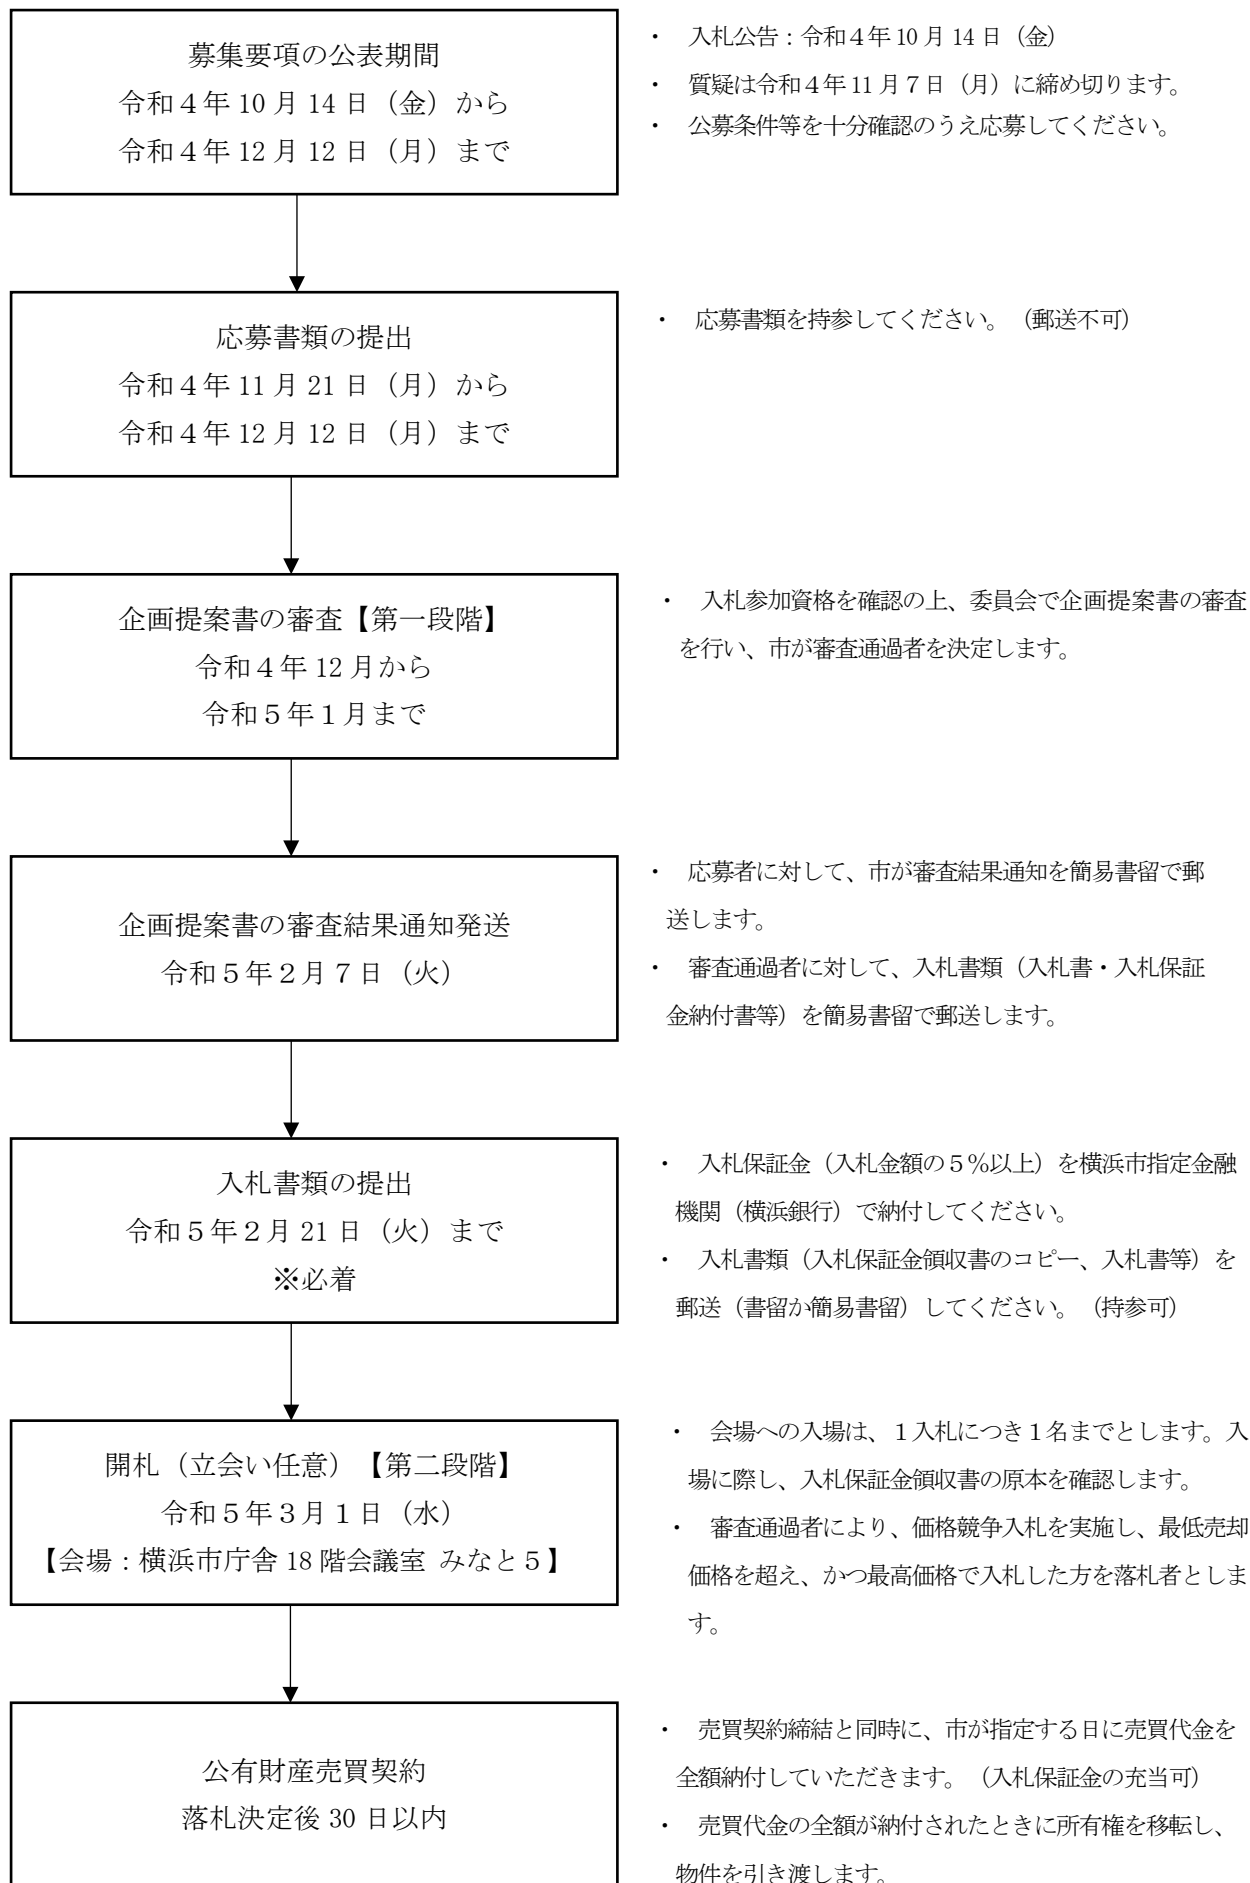 募集要項の公表期間
令和４年 10 月 14 日（金）から
令和４年 12 月 12 日（月）まで
・　入札公告：令和４年 10 月 14 日（金）
・　質疑は令和４年 11 月７日（月）に締め切ります。
・　公募条件等を十分確認のうえ応募してください。
応募書類の提出
令和４年 11 月 21 日（月）から
令和４年 12 月 12 日（月）まで
・　応募書類を持参してください。（郵送不可）
企画提案書の審査【第一段階】
令和４年 12 月から
令和５年１月まで
・　入札参加資格を確認の上、委員会で企画提案書の審査
を行い、市が審査通過者を決定します。
企画提案書の審査結果通知発送
令和５年２月７日（火）
・　応募者に対して、市が審査結果通知を簡易書留で郵
送します。
・　審査通過者に対して、入札書類（入札書・入札保証
金納付書等）を簡易書留で郵送します。
入札書類の提出
令和５年２月 21 日（火）まで
※必着
・　入札保証金（入札金額の５％以上）を横浜市指定金融
機関（横浜銀行）で納付してください。
・　入札書類（入札保証金領収書のコピー、入札書等）を
郵送（書留か簡易書留）してください。（持参可）
開札（立会い任意）【第二段階】
令和５年３月１日（水）
【会場：横浜市庁舎 18 階会議室 みなと５】
・　会場への入場は、１入札につき１名までとします。入
場に際し、入札保証金領収書の原本を確認します。
・　審査通過者により、価格競争入札を実施し、最低売却
価格を超え、かつ最高価格で入札した方を落札者としま
す。
公有財産売買契約
落札決定後 30 日以内
・　売買契約締結と同時に、市が指定する日に売買代金を
全額納付していただきます。（入札保証金の充当可）
・　売買代金の全額が納付されたときに所有権を移転し、
物件を引き渡します。